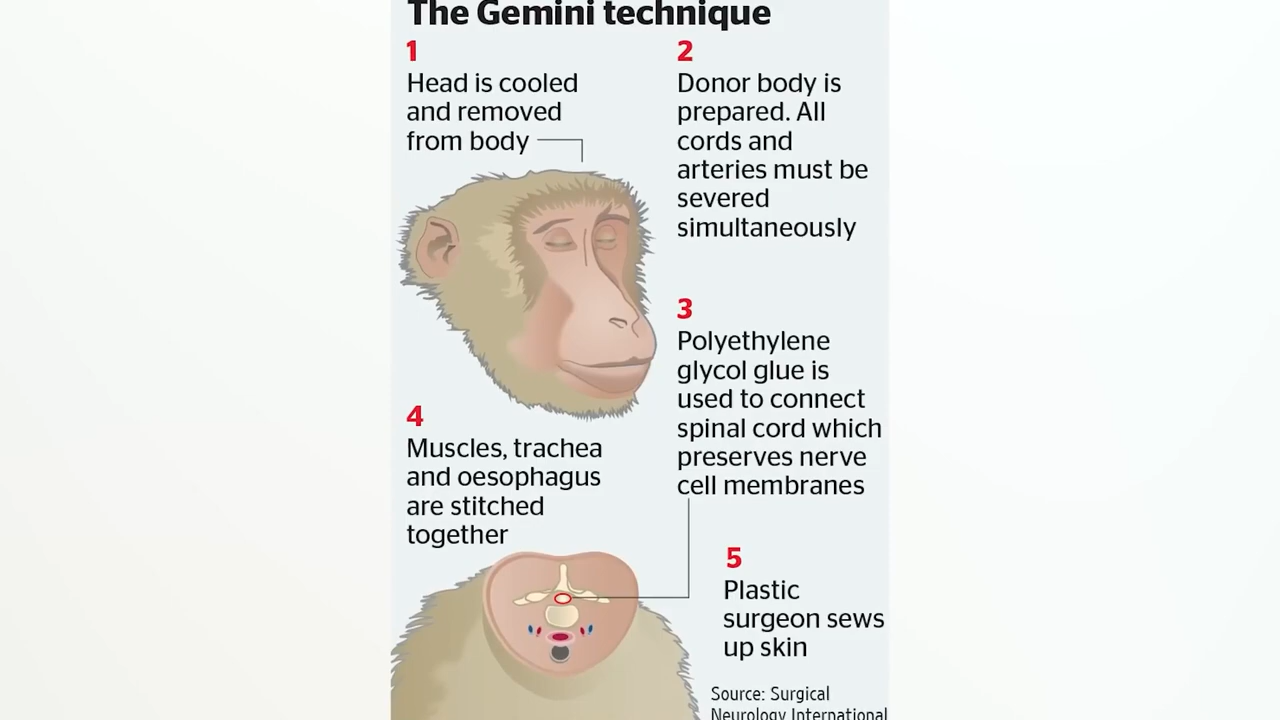 The Gemini technique
1
Head is cooled
and removed
from body
2
Donor body is
prepared. All
cords and
arteries must be
severed
simultaneously
3
Polyethylene
glycol glue is
used to connect
spinal cord which
preserves nerve
cell membranes
4
Muscles, trachea
and oesophagus
are stitched
together
5
Plastic
surgeon sews
up skin
Source: Surgical
Neurology International